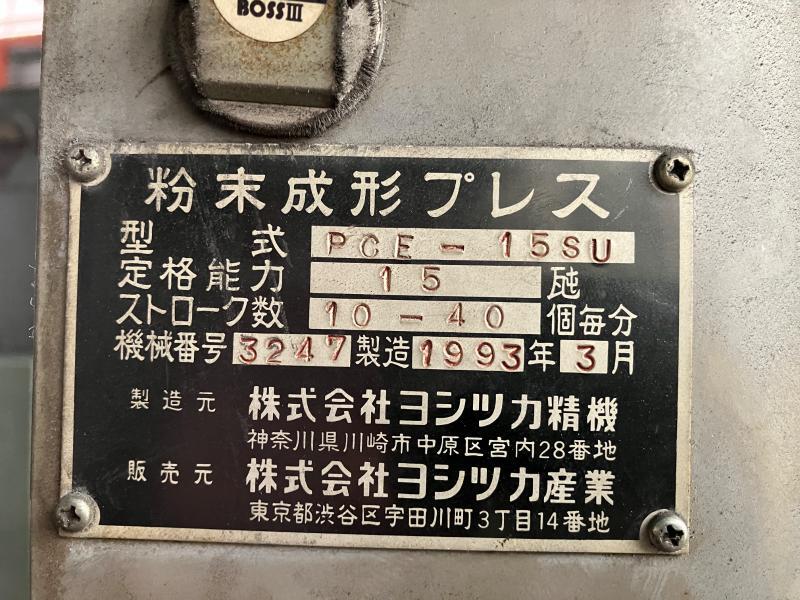 BOSSⅢ
粉末成形プレス
型式 PCE-15SU
定格能力 15 瓲
ストローク数 10-40 個毎分
機械番号 3247 製造 1993年 3月
製造元 株式会社ヨシツカ精機
神奈川県川崎市中原区宮内28番地
販売元 株式会社ヨシツカ産業
東京都渋谷区宇田川町3丁目14番地